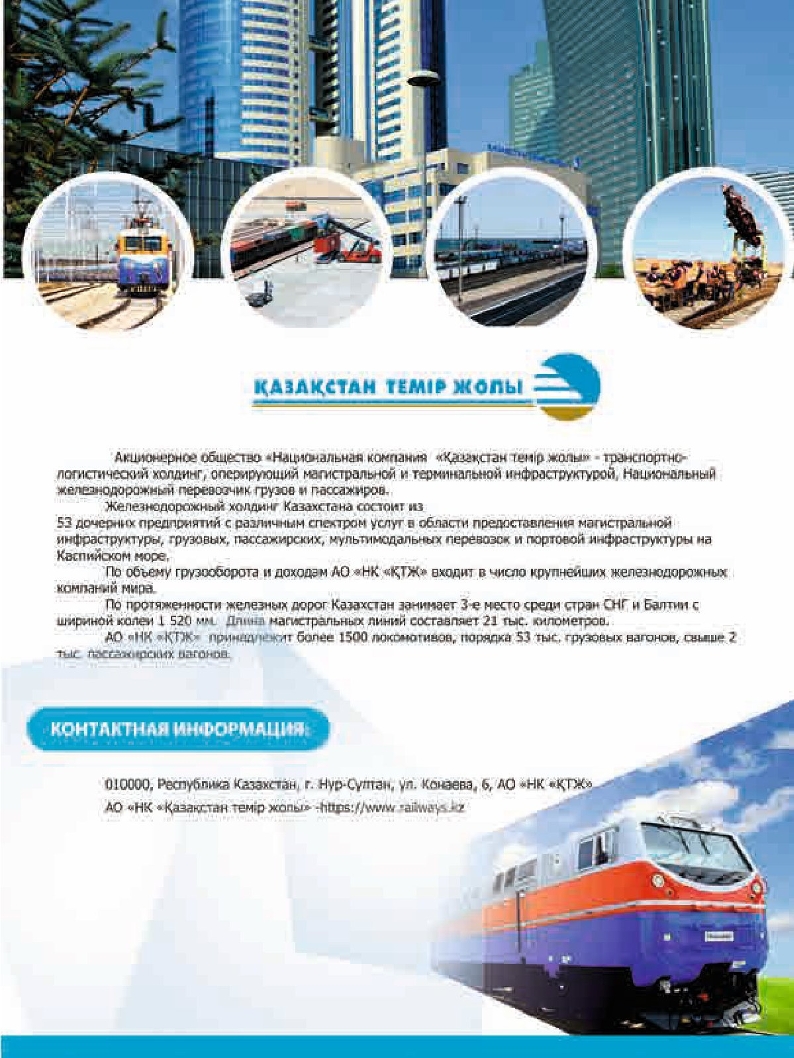 ҚАЗАҚСТАН ТЕМІР ЖОЛЫ
Акционерное общество «Национальная компания «Қазақстан темір жолы» - транспортно-
логистический холдинг, оперирующий магистральной и терминальной инфраструктурой, Национальный
железнодорожный перевозчик грузов и пассажиров.
Железнодорожный холдинг Казахстана состоит из
53 дочерних предприятий с различным спектром услуг в области предоставления магистральной
инфраструктуры, грузовых, пассажирских, мультимодальных перевозок и портовой инфраструктуры на
Каспийском море.
По объему грузооборота и доходам АО «НК «ҚТЖ» входит в число крупнейших железнодорожных
компаний мира.
По протяженности железных дорог Казахстан занимает 3-е место среди стран СНГ и Балтии с
шириной колеи 1 520 мм. Длина магистральных линий составляет 21 тыс. километров.
АО «НК «ҚТЖ» принадлежит более 1500 локомотивов, порядка 53 тыс. грузовых вагонов, свыше 2
тыс. пассажирских вагонов.
КОНТАКТНАЯ ИНФОРМАЦИЯ:
010000, Республика Казахстан, г. Нур-Султан, ул. Конаева, 6, АО «НК «ҚТЖ»
АО «НК «Қазақстан темір жолы» -https://www.railways.kz